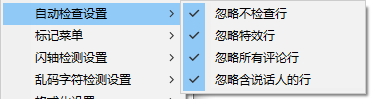 自动检查设置
标记菜单
闪轴检测设置
乱码字符检测设置
忽略不检查行
忽略特效行
忽略所有评论行
忽略含说话人的行